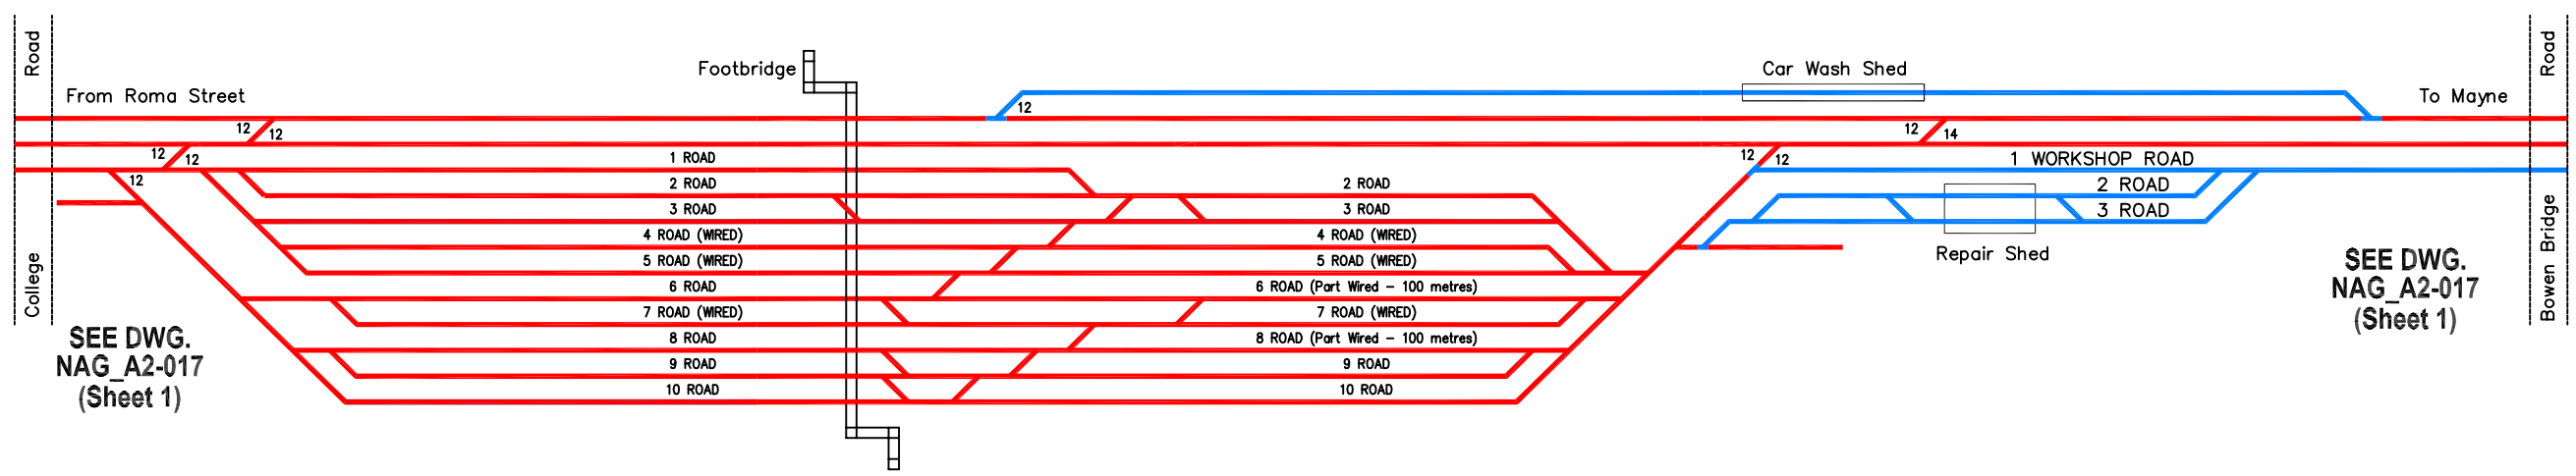 Road
From Roma Street
Footbridge
Car Wash Shed
To Mayne
Road
12
12
12
12
14
12
12
1 ROAD
12
12
1 WORKSHOP ROAD
12
2 ROAD
2 ROAD
2 ROAD
3 ROAD
3 ROAD
3 ROAD
4 ROAD (WIRED)
4 ROAD (WIRED)
Repair Shed
5 ROAD (WIRED)
5 ROAD (WIRED)
College
Bowen Bridge
6 ROAD
6 ROAD (Part Wired - 100 metres)
7 ROAD (WIRED)
7 ROAD (WIRED)
8 ROAD
8 ROAD (Part Wired - 100 metres)
9 ROAD
9 ROAD
10 ROAD
10 ROAD
SEE DWG.
NAG_A2-017
(Sheet 1)
SEE DWG.
NAG_A2-017
(Sheet 1)